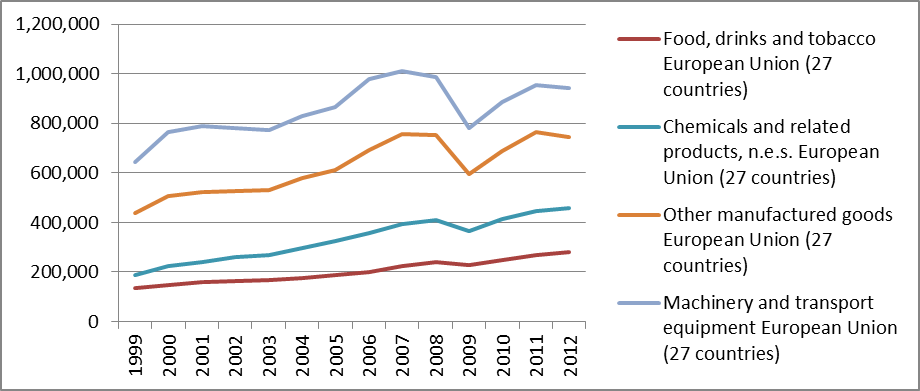 1,200,000
1,000,000
800,000
600,000
400,000
200,000
0
1999
2000
2001
2002
2003
2004
2005
2006
2007
2008
2009
2010
2011
2012
Food, drinks and tobacco
European Union (27
countries)
Chemicals and related
products, n.e.s. European
Union (27 countries)
Other manufactured goods
European Union (27
countries)
Machinery and transport
equipment European Union
(27 countries)